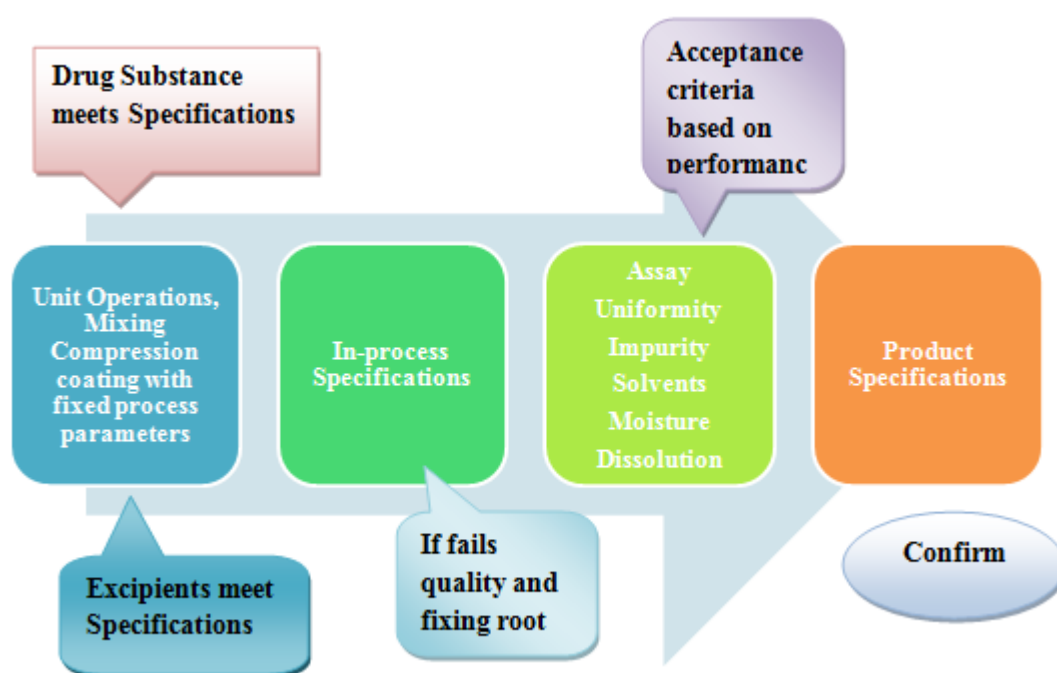 Drug Substance
meets Specifications
Acceptance
criteria
based on
performanc
Unit Operations,
Mixing
Compression
coating with
fixed process
parameters
In-process
Specifications
Assay
Uniformity
Impurity
Solvents
Moisture
Dissolution
Product
Specifications
Excipients meet
Specifications
If fails
quality and
fixing root
Confirm